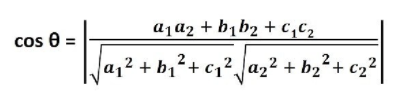 cos θ = | (a₁a₂ + b₁b₂ + c₁c₂) / (√(a₁² + b₁² + c₁²) √(a₂² + b₂² + c₂²)) |